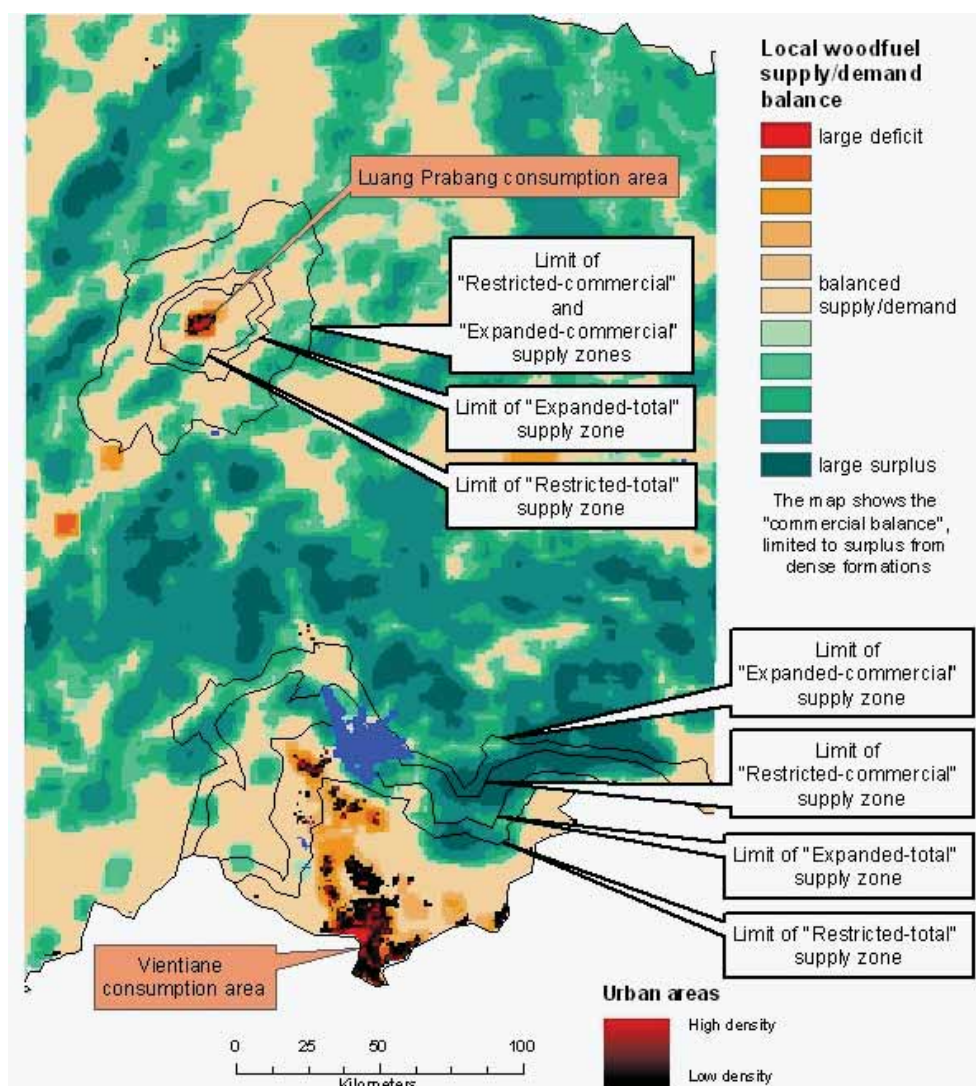 Local woodfuel
supply/demand
balance
large deficit
balanced
supply/demand
large surplus
The map shows the
"commercial balance",
limited to surplus from
dense formations
Luang Prabang consumption area
Limit of
"Restricted-commercial"
and
"Expanded-commercial"
supply zones
Limit of "Expanded-total"
supply zone
Limit of "Restricted-total"
supply zone
Limit of
"Expanded-commercial"
supply zone
Limit of
"Restricted-commercial"
supply zone
Limit of "Expanded-total"
supply zone
Limit of "Restricted-total"
supply zone
Vientiane
consumption area
Urban areas
High density
Low density
0 25 50 100
Kilometers